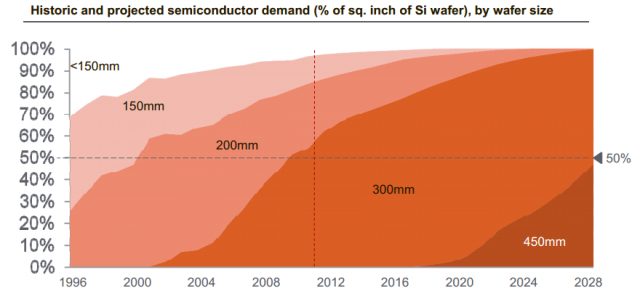 Historic and projected semiconductor demand (% of sq. inch of Si wafer), by wafer size
100%
90%
80%
70%
60%
50%
40%
30%
20%
10%
0%
<150mm
150mm
200mm
300mm
450mm
50%
1996 2000 2004 2008 2012 2016 2020 2024 2028